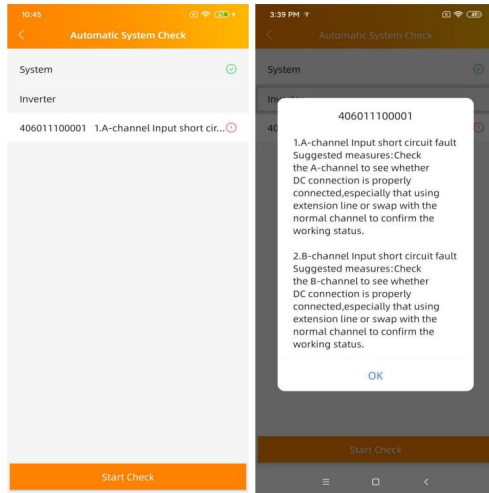 10:45
Automatic System Check
System
Inverter
406011100001 1.A-channel Input short cir...
Start Check
3:39 PM
Automatic System Check
System
406011100001
1.A-channel Input short circuit fault
Suggested measures:Check
the A-channel to see whether
DC connection is properly
connected,especially that using
extension line or swap with the
normal channel to confirm the
working status.
2.B-channel Input short circuit fault
Suggested measures:Check
the B-channel to see whether
DC connection is properly
connected,especially that using
extension line or swap with the
normal channel to confirm the
working status.
OK
Start Check